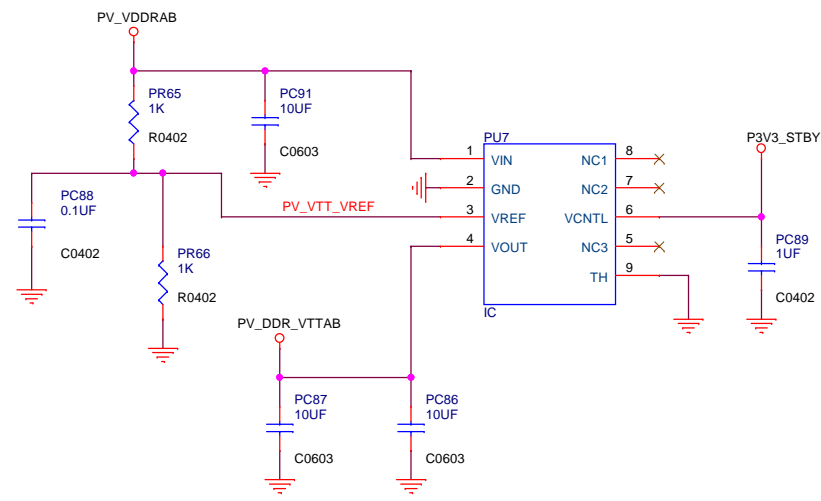 PV_VDDRAB
PR65
1K
R0402
PC91
10UF
C0603
PC88
0.1UF
C0402
PR66
1K
R0402
PV_VTT_VREF
PU7
1 VIN
2 GND
3 VREF
4 VOUT
NC1 8
NC2 7
VCNTL 6
NC3 5
TH 9
IC
P3V3_STBY
PC89
1UF
C0402
PV_DDR_VTTAB
PC87
10UF
C0603
PC86
10UF
C0603